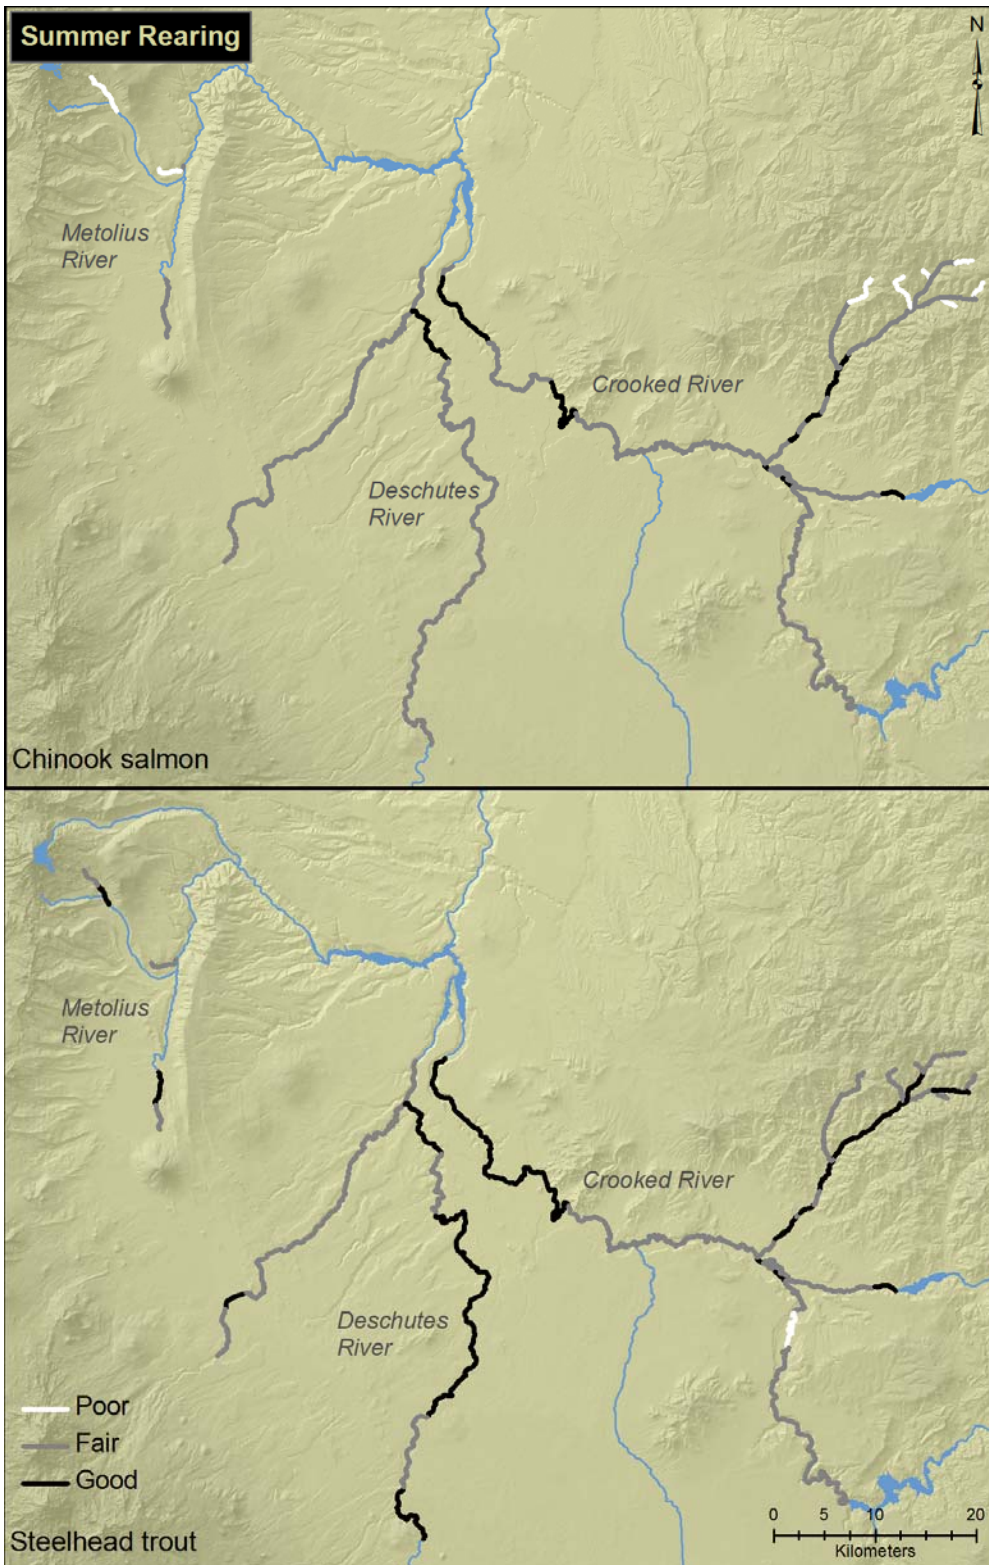 Summer Rearing
N
Metolius
River
Crooked River
Deschutes
River
Chinook salmon
Metolius
River
Crooked River
Deschutes
River
Poor
Fair
Good
Steelhead trout
0 5 10 20
Kilometers